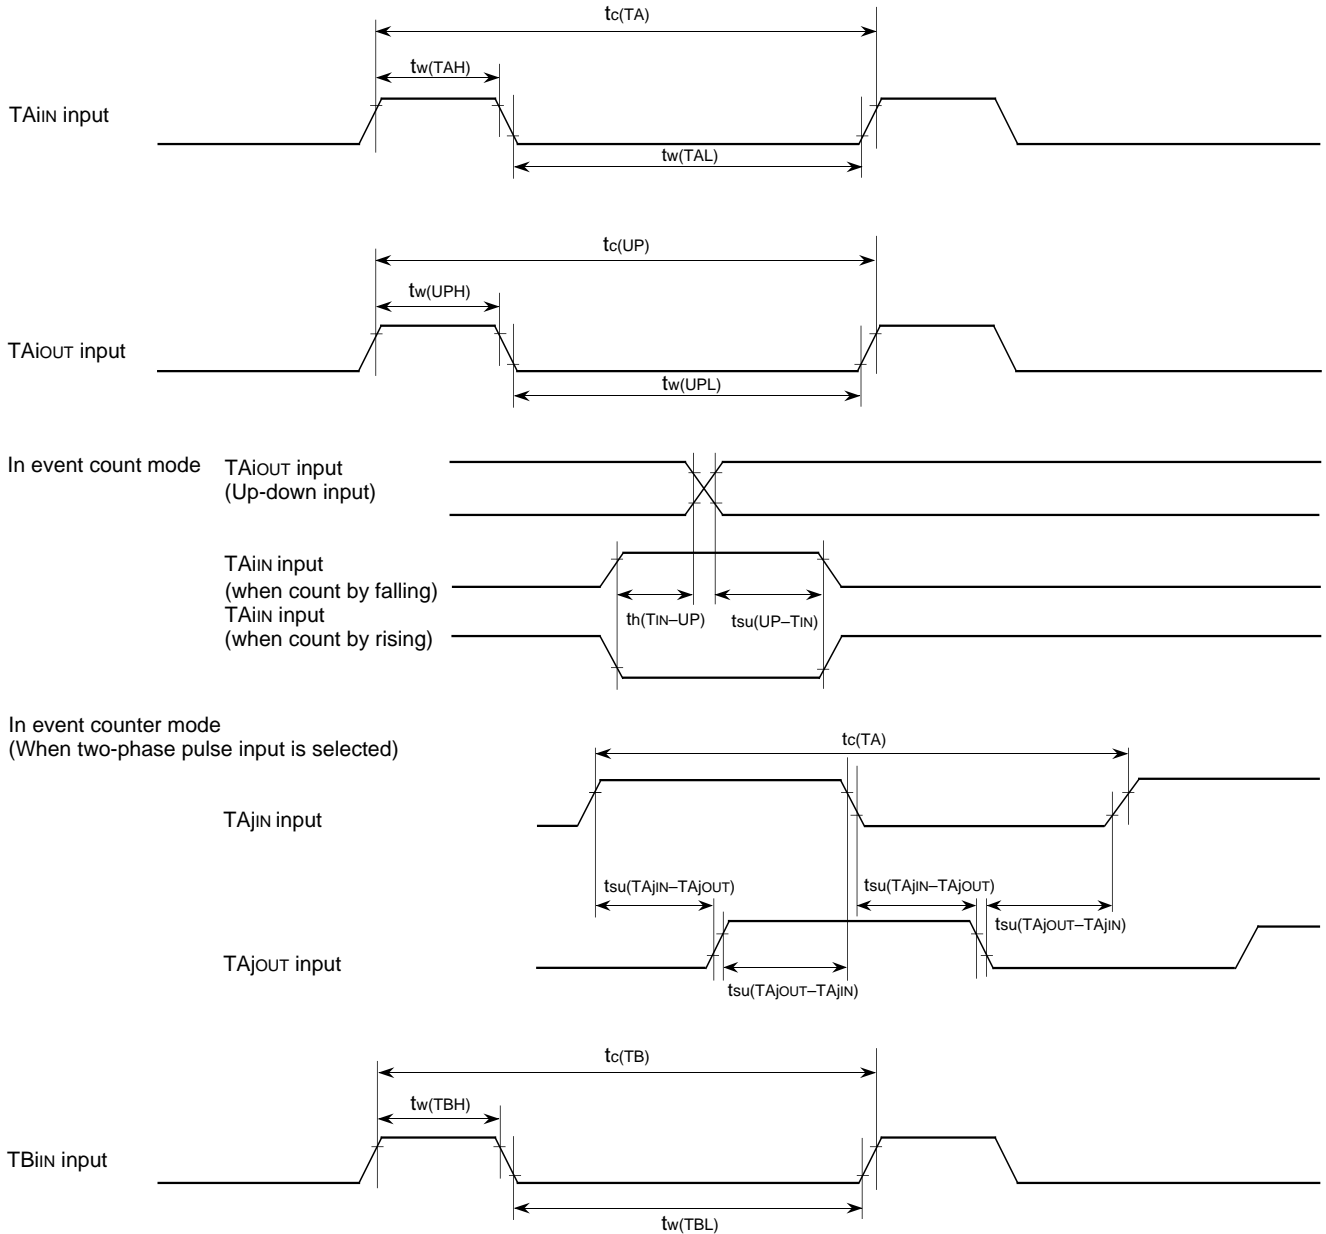 tc(TA)
tw(TAH)
TAiIN input
tw(TAL)
tc(UP)
tw(UPH)
TAiOUT input
tw(UPL)
In event count mode
TAiOUT input
(Up-down input)
TAiIN input
(when count by falling)
th(TIN–UP)
tsu(UP–TIN)
TAiIN input
(when count by rising)
In event counter mode
(When two-phase pulse input is selected)
tc(TA)
TAjIN input
tsu(TAjIN–TAjOUT)
tsu(TAjIN–TAjOUT)
tsu(TAjOUT–TAjIN)
TAjOUT input
tsu(TAjOUT–TAjIN)
tc(TB)
tw(TBH)
TBiIN input
tw(TBL)